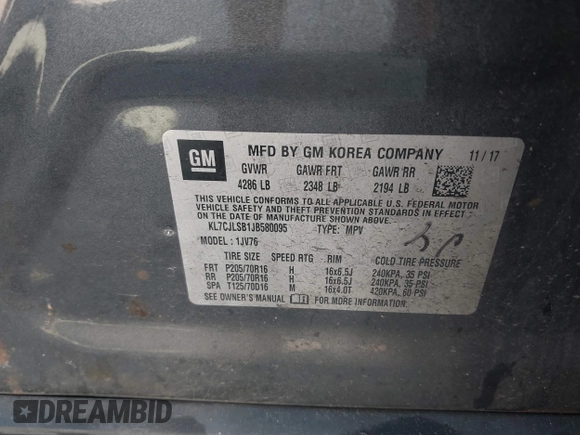 GM
MFD BY GM KOREA COMPANY 11/17
GVWR GAWR FRT GAWR RR
4286 LB 2348 LB 2194 LB
THIS VEHICLE CONFORMS TO ALL APPLICABLE U.S. FEDERAL MOTOR
VEHICLE SAFETY AND THEFT PREVENTION STANDARDS IN EFFECT ON
THE DATE OF MANUFACTURE SHOWN ABOVE.
KL7CJLSB1JB580095 TYPE: MPV
MODEL: 1JV76
TIRE SIZE SPEED RTG RIM COLD TIRE PRESSURE
FRT P205/70R16 H 16x6.5J 240KPA, 35 PSI
RR P205/70R16 H 16x6.5J 240KPA, 35 PSI
SPA T125/70D16 M 16x4.0T 420KPA, 60 PSI
SEE OWNER'S MANUAL FOR MORE INFORMATION.
DREAMBID